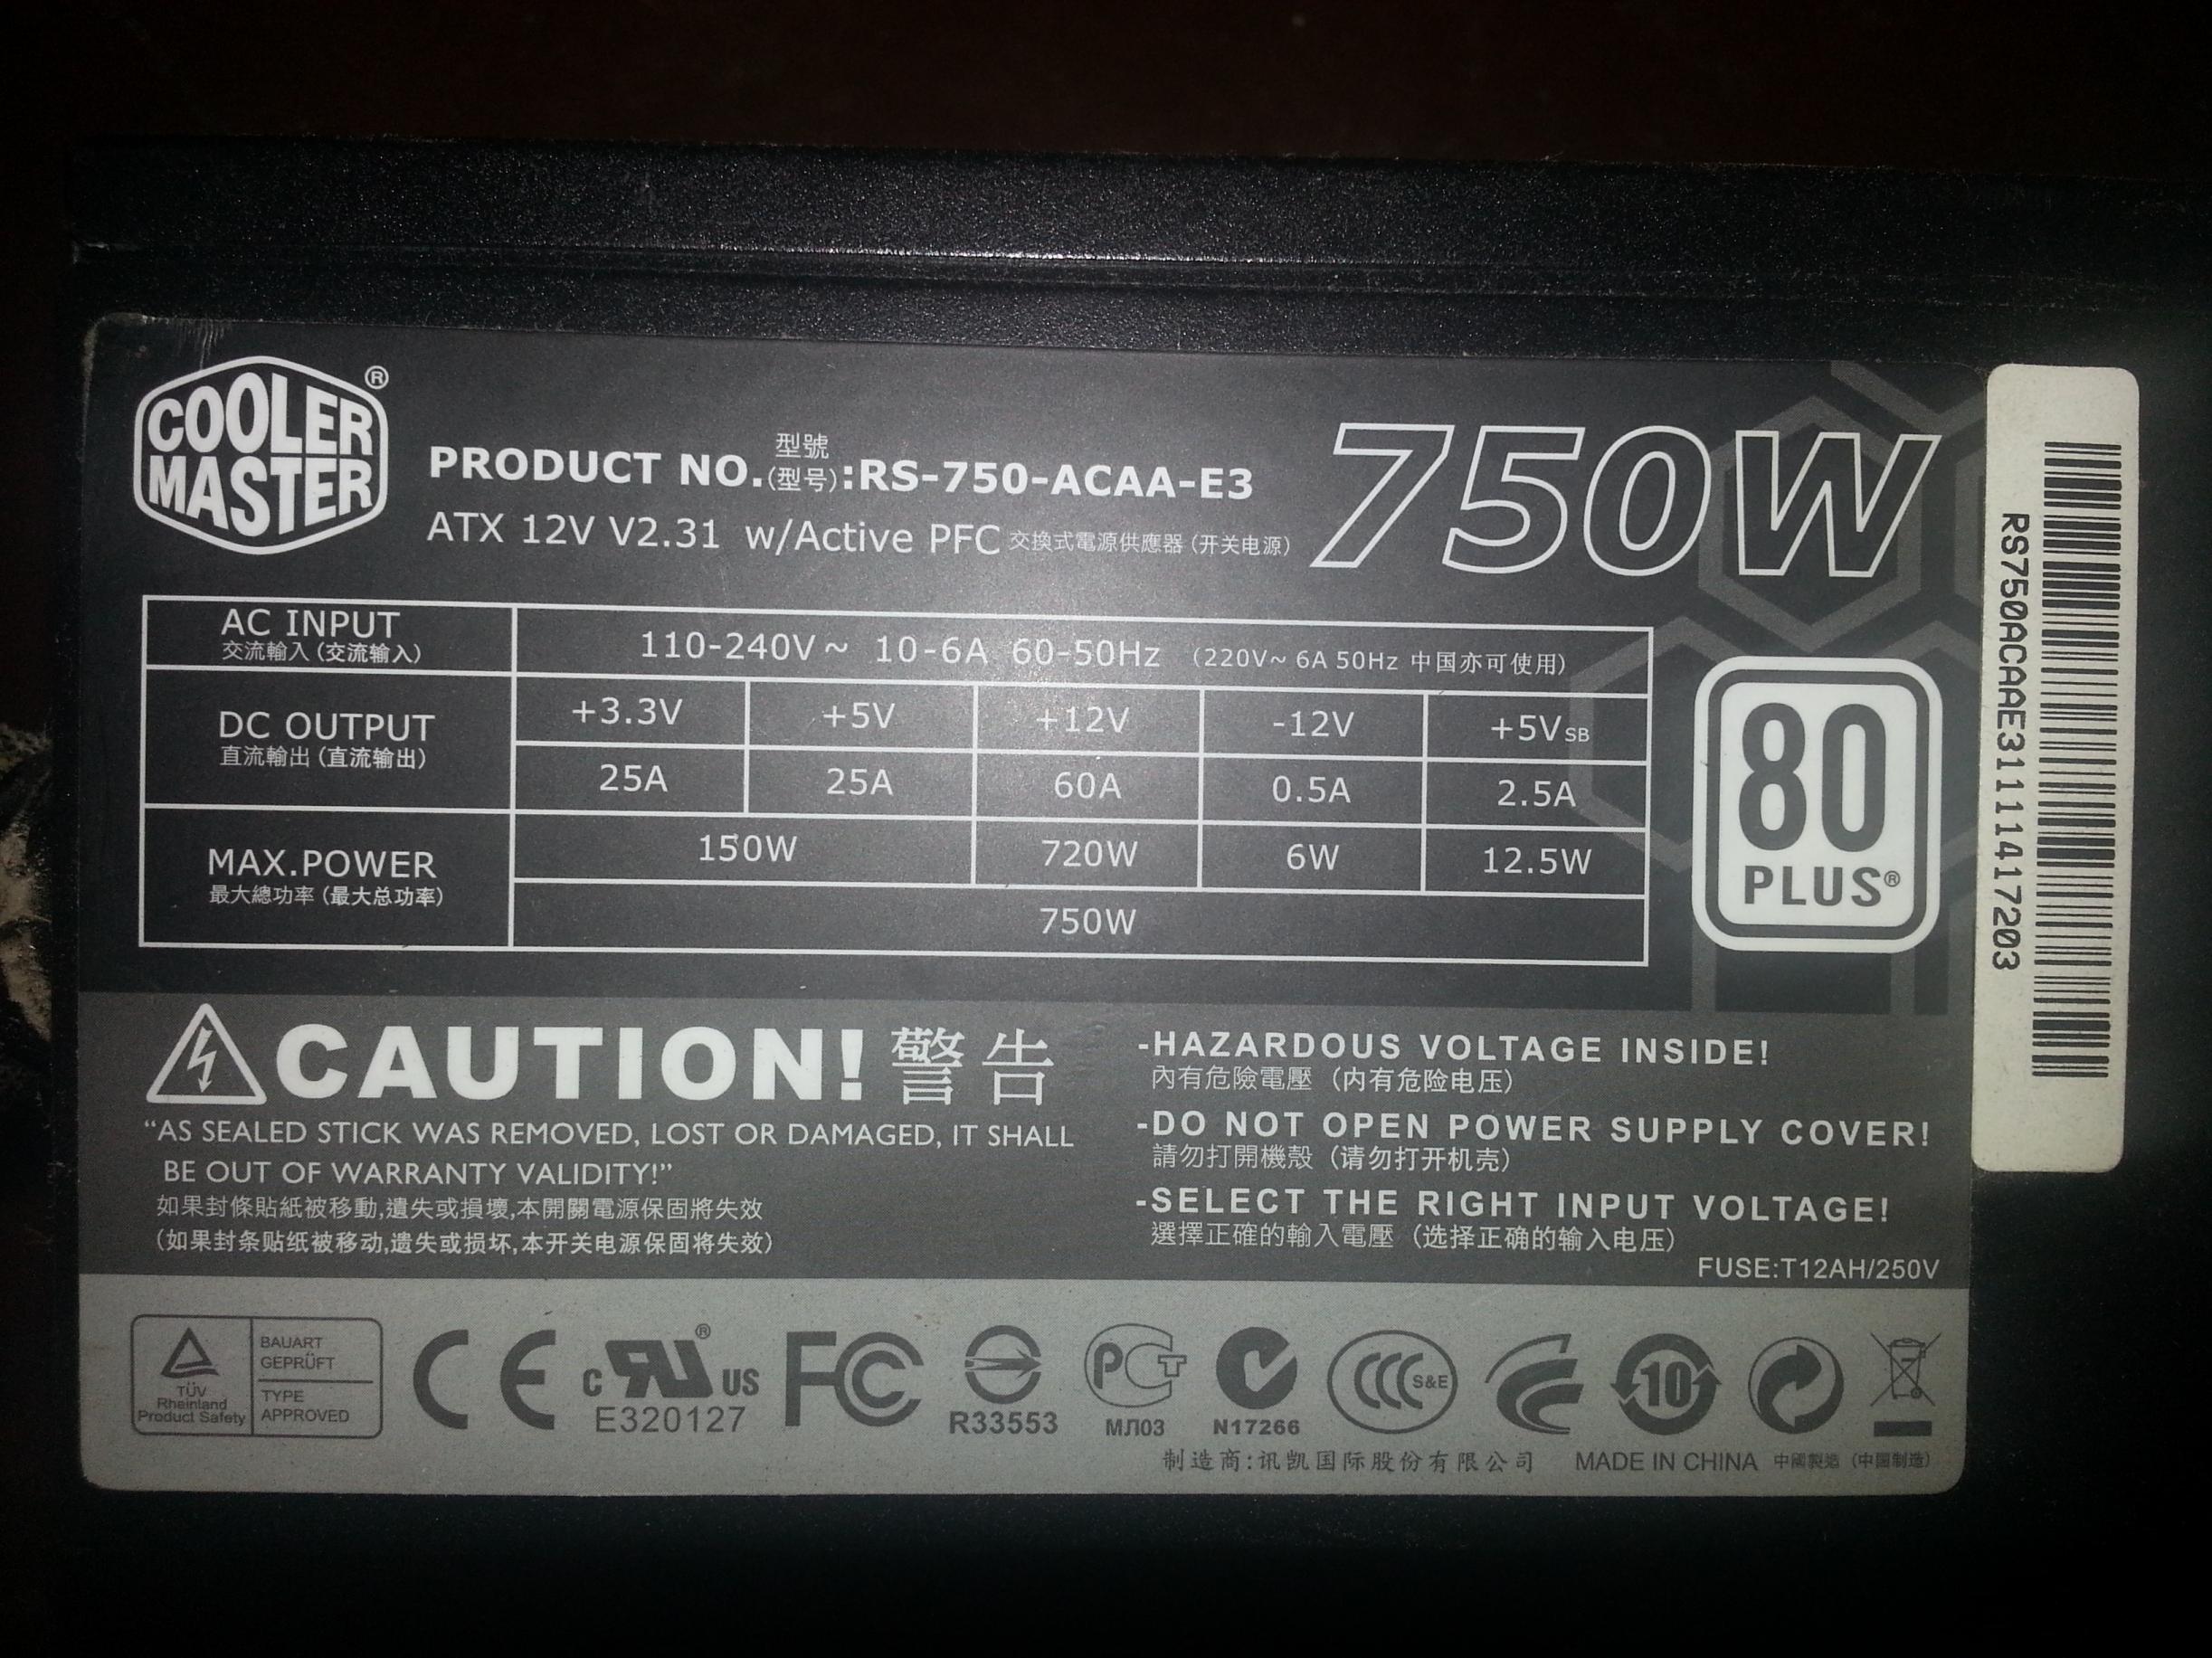 COOLER MASTER ®
PRODUCT NO.型號(型号):RS-750-ACAA-E3
750W
ATX 12V V2.31 w/Active PFC 交換式電源供應器 (开关电源)
AC INPUT 110-240V~ 10-6A 60-50Hz (220V~ 6A 50Hz 中国亦可使用)
交流輸入 (交流输入)
DC OUTPUT +3.3V +5V +12V -12V +5VSB
直流輸出 (直流输出) 25A 25A 60A 0.5A 2.5A
MAX.POWER 150W 720W 6W 12.5W
最大總功率 (最大总功率) 750W
80
PLUS®
RS750ACAAE31111417203
CAUTION! 警告
"AS SEALED STICK WAS REMOVED, LOST OR DAMAGED, IT SHALL
BE OUT OF WARRANTY VALIDITY!"
如果封條貼紙被移動,遺失或損壞,本開關電源保固將失效
(如果封条贴纸被移动,遗失或损坏,本开关电源保固将失效)
-HAZARDOUS VOLTAGE INSIDE!
內有危險電壓 (内有危险电压)
-DO NOT OPEN POWER SUPPLY COVER!
請勿打開機殼 (请勿打开机壳)
-SELECT THE RIGHT INPUT VOLTAGE!
選擇正確的輸入電壓 (选择正确的输入电压)
FUSE:T12AH/250V
TÜV
Rheinland
Product Safety
BAUART
GEPRÜFT
TYPE
APPROVED
CE
c RU ® US
E320127
FC
R33553
РСТ
МЛ03
N17266
CCC S&E
10
制造商:讯凯国际股份有限公司 MADE IN CHINA 中國製造 (中国制造)